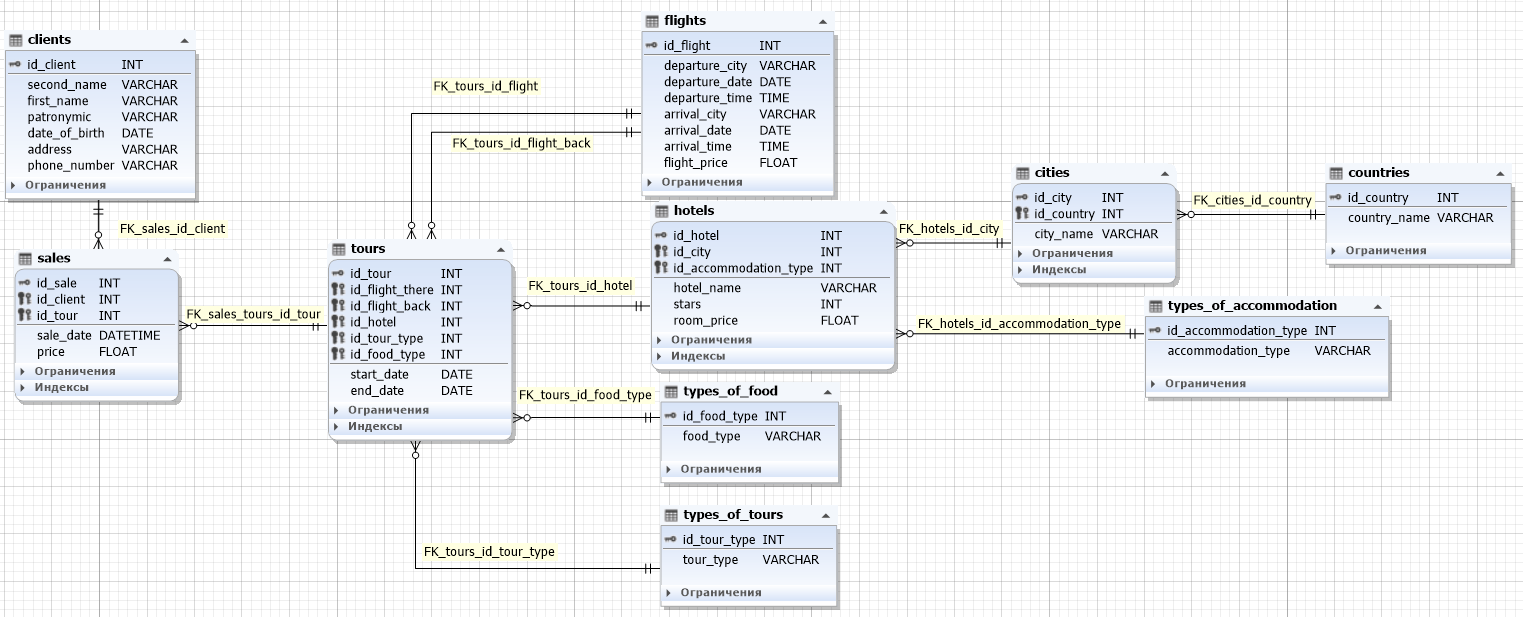 clients
id_client INT
second_name VARCHAR
first_name VARCHAR
patronymic VARCHAR
date_of_birth DATE
address VARCHAR
phone_number VARCHAR
Ограничения
FK_sales_id_client
sales
id_sale INT
id_client INT
id_tour INT
sale_date DATETIME
price FLOAT
Ограничения
Индексы
FK_sales_tours_id_tour
FK_tours_id_flight
FK_tours_id_flight_back
tours
id_tour INT
id_flight_there INT
id_flight_back INT
id_hotel INT
id_tour_type INT
id_food_type INT
start_date DATE
end_date DATE
Ограничения
Индексы
flights
id_flight INT
departure_city VARCHAR
departure_date DATE
departure_time TIME
arrival_city VARCHAR
arrival_date DATE
arrival_time TIME
flight_price FLOAT
Ограничения
FK_tours_id_hotel
hotels
id_hotel INT
id_city INT
id_accommodation_type INT
hotel_name VARCHAR
stars INT
room_price FLOAT
Ограничения
Индексы
FK_hotels_id_city
cities
id_city INT
id_country INT
city_name VARCHAR
Ограничения
Индексы
FK_cities_id_country
countries
id_country INT
country_name VARCHAR
Ограничения
FK_hotels_id_accommodation_type
types_of_accommodation
id_accommodation_type INT
accommodation_type VARCHAR
Ограничения
FK_tours_id_food_type
types_of_food
id_food_type INT
food_type VARCHAR
Ограничения
FK_tours_id_tour_type
types_of_tours
id_tour_type INT
tour_type VARCHAR
Ограничения